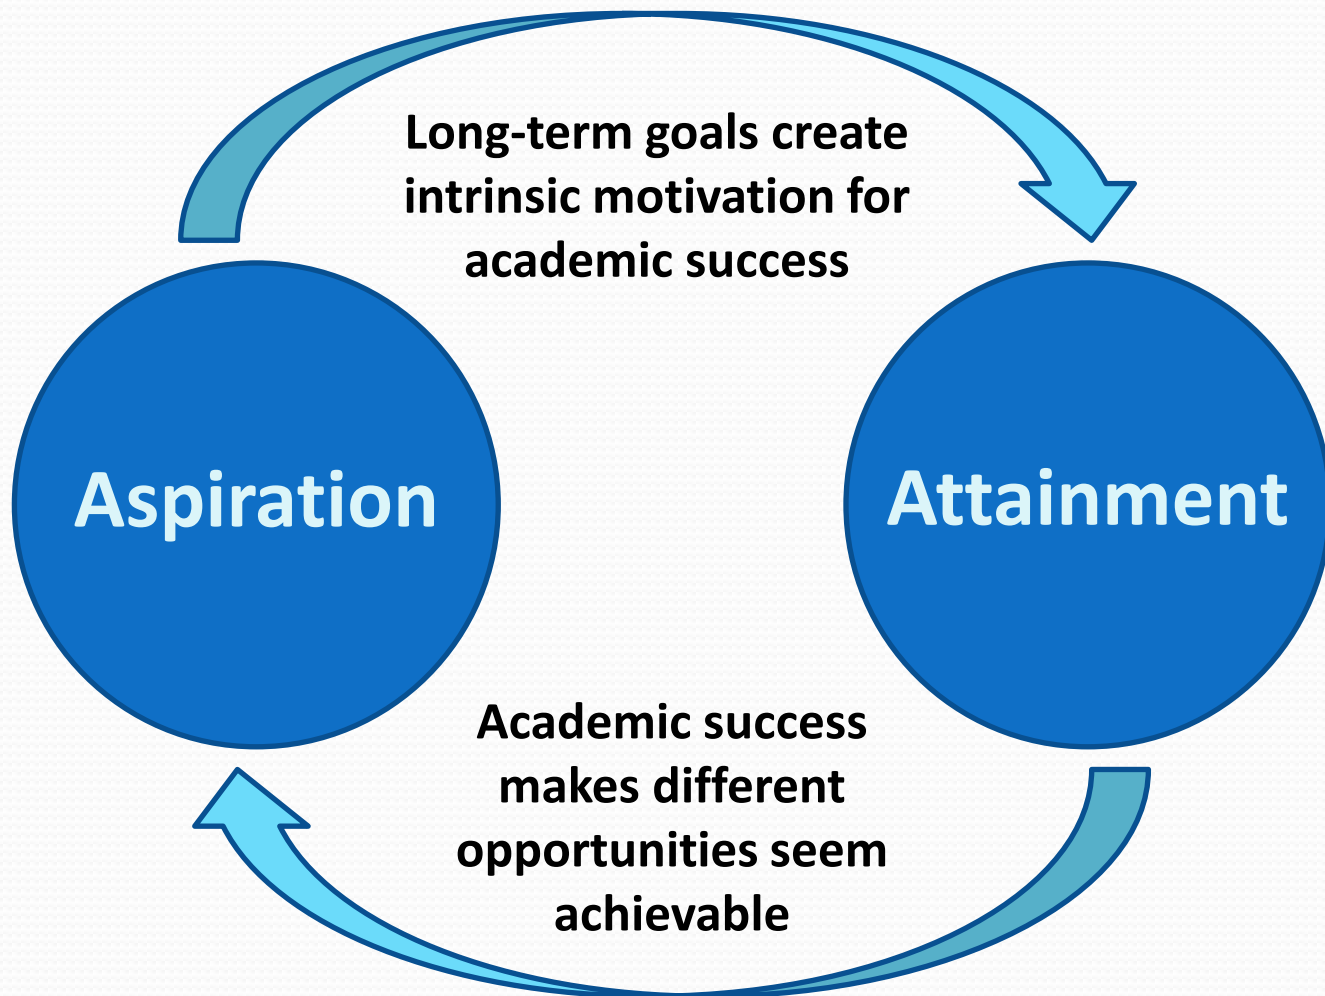 Long-term goals create
intrinsic motivation for
academic success
Aspiration
Attainment
Academic success
makes different
opportunities seem
achievable